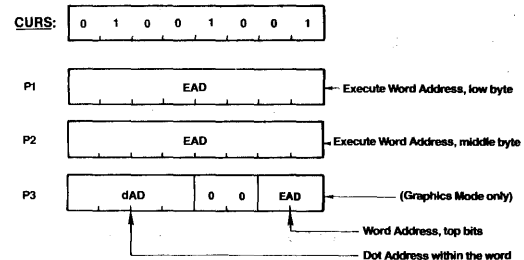 CURS: 0 1 0 0 1 0 0 1
P1 EAD Execute Word Address, low byte
P2 EAD Execute Word Address, middle byte
P3 dAD 0 0 EAD (Graphics Mode only)
Word Address, top bits
Dot Address within the word